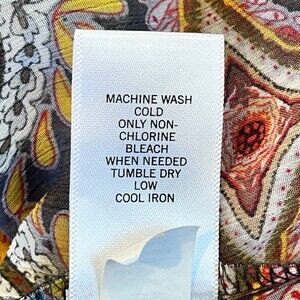 MACHINE WASH
COLD
ONLY NON-
CHLORINE
BLEACH
WHEN NEEDED
TUMBLE DRY
LOW
COOL IRON